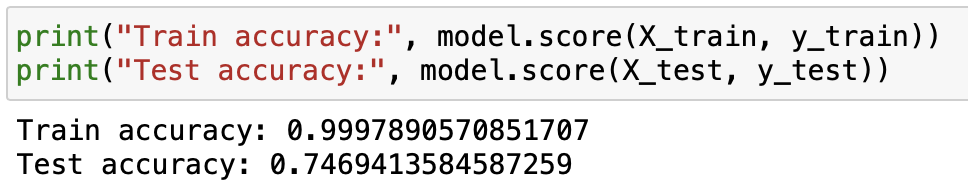 print("Train accuracy:", model.score(X_train, y_train))
print("Test accuracy:", model.score(X_test, y_test))
Train accuracy: 0.9997890570851707
Test accuracy: 0.7469413584587259